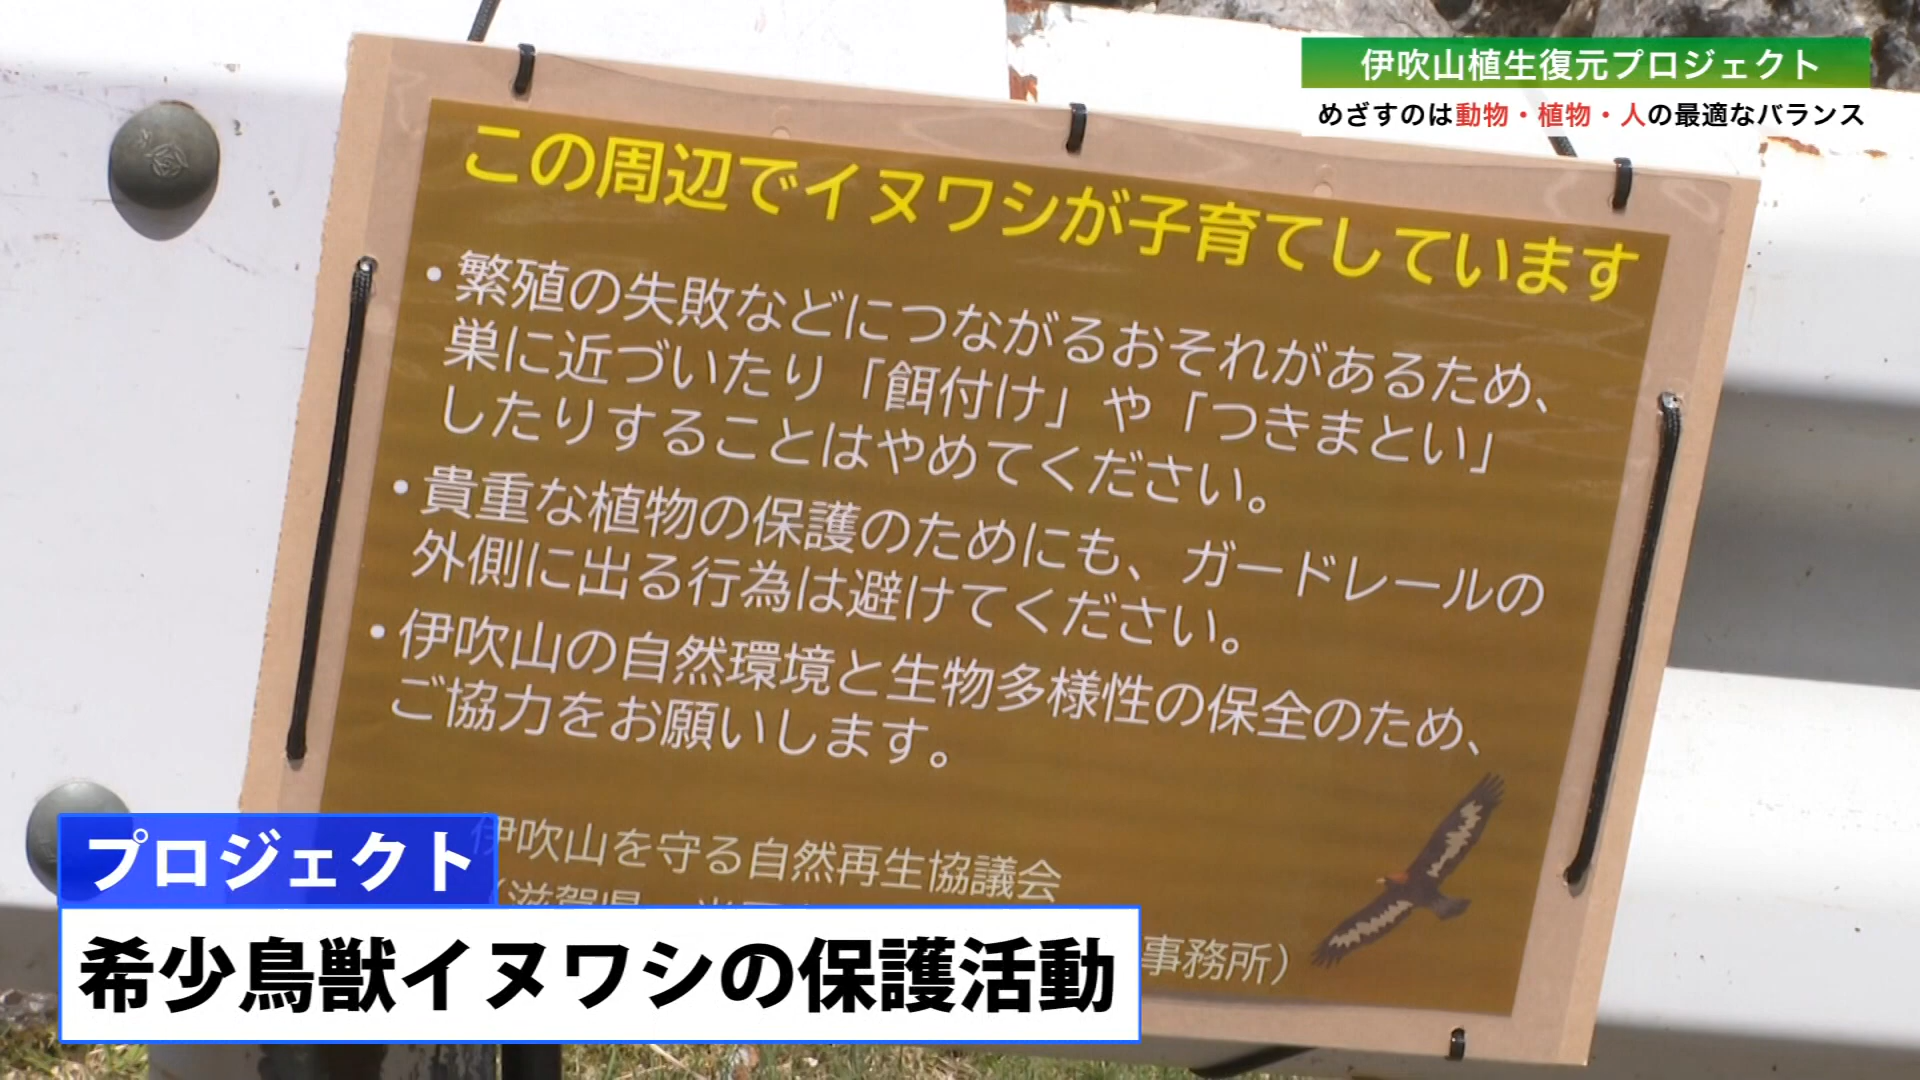 伊吹山植生復元プロジェクト
めざすのは動物・植物・人の最適なバランス
この周辺でイヌワシが子育てしています
・繁殖の失敗などにつながるおそれがあるため、
巣に近づいたり「餌付け」や「つきまとい」
したりすることはやめてください。
・貴重な植物の保護のためにも、ガードレールの
外側に出る行為は避けてください。
・伊吹山の自然環境と生物多様性の保全のため、
ご協力をお願いします。
伊吹山を守る自然再生協議会
（滋賀県
事務所）
プロジェクト
希少鳥獣イヌワシの保護活動